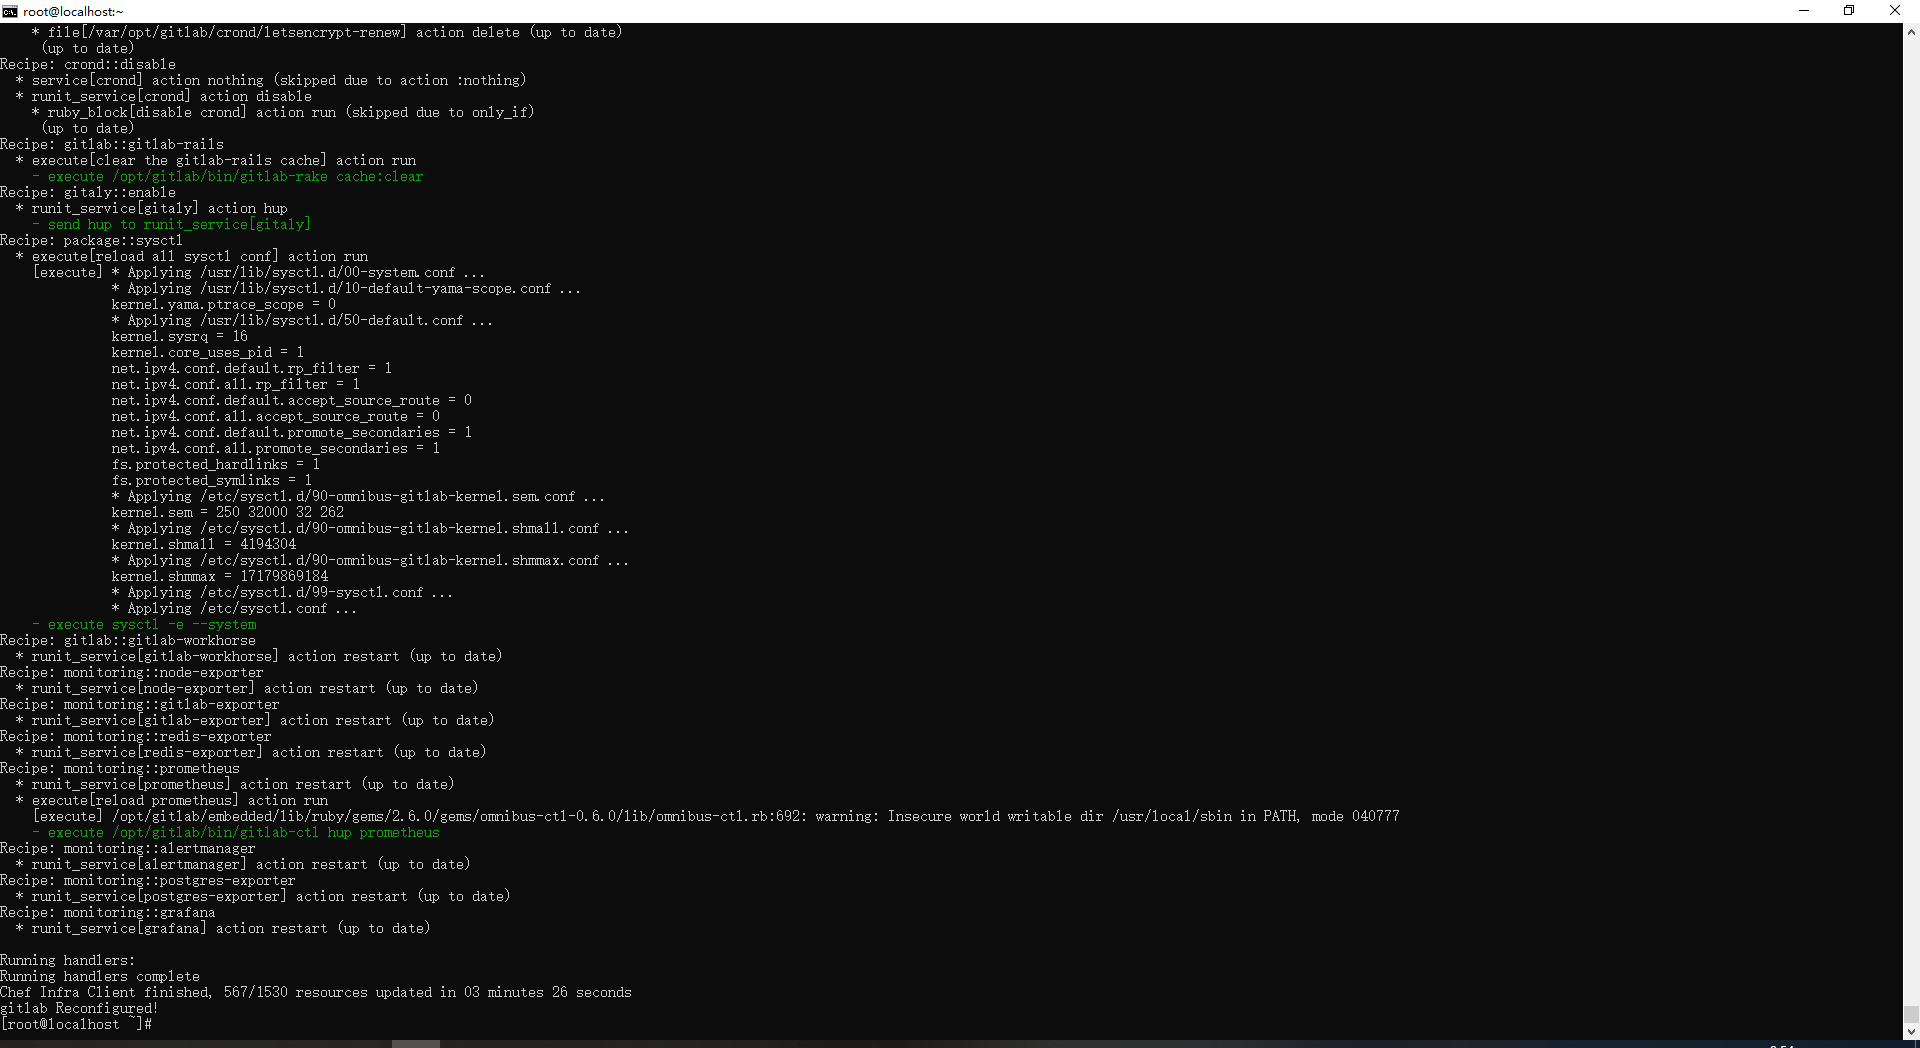 root@localhost:~
* file[/var/opt/gitlab/crond/letsencrypt-renew] action delete (up to date)
(up to date)
Recipe: crond::disable
* service[crond] action nothing (skipped due to action :nothing)
* runit_service[crond] action disable
* ruby_block[disable crond] action run (skipped due to only_if)
(up to date)
Recipe: gitlab::gitlab-rails
* execute[clear the gitlab-rails cache] action run
- execute /opt/gitlab/bin/gitlab-rake cache:clear
Recipe: gitaly::enable
* runit_service[gitaly] action hup
- send hup to runit_service[gitaly]
Recipe: package::sysctl
* execute[reload all sysctl conf] action run
[execute] * Applying /usr/lib/sysctl.d/00-system.conf ...
* Applying /usr/lib/sysctl.d/10-default-yama-scope.conf ...
kernel.yama.ptrace_scope = 0
* Applying /usr/lib/sysctl.d/50-default.conf ...
kernel.sysrq = 16
kernel.core_uses_pid = 1
net.ipv4.conf.default.rp_filter = 1
net.ipv4.conf.all.rp_filter = 1
net.ipv4.conf.default.accept_source_route = 0
net.ipv4.conf.all.accept_source_route = 0
net.ipv4.conf.default.promote_secondaries = 1
net.ipv4.conf.all.promote_secondaries = 1
fs.protected_hardlinks = 1
fs.protected_symlinks = 1
* Applying /etc/sysctl.d/90-omnibus-gitlab-kernel.sem.conf ...
kernel.sem = 250 32000 32 262
* Applying /etc/sysctl.d/90-omnibus-gitlab-kernel.shmall.conf ...
kernel.shmall = 4194304
* Applying /etc/sysctl.d/90-omnibus-gitlab-kernel.shmmax.conf ...
kernel.shmmax = 17179869184
* Applying /etc/sysctl.d/99-sysctl.conf ...
* Applying /etc/sysctl.conf ...
- execute sysctl -e --system
Recipe: gitlab::gitlab-workhorse
* runit_service[gitlab-workhorse] action restart (up to date)
Recipe: monitoring::node-exporter
* runit_service[node-exporter] action restart (up to date)
Recipe: monitoring::gitlab-exporter
* runit_service[gitlab-exporter] action restart (up to date)
Recipe: monitoring::redis-exporter
* runit_service[redis-exporter] action restart (up to date)
Recipe: monitoring::prometheus
* runit_service[prometheus] action restart (up to date)
* execute[reload prometheus] action run
[execute] /opt/gitlab/embedded/lib/ruby/gems/2.6.0/gems/omnibus-ctl-0.6.0/lib/omnibus-ctl.rb:692: warning: Insecure world writable dir /usr/local/sbin in PATH, mode 040777
- execute /opt/gitlab/bin/gitlab-ctl hup prometheus
Recipe: monitoring::alertmanager
* runit_service[alertmanager] action restart (up to date)
Recipe: monitoring::postgres-exporter
* runit_service[postgres-exporter] action restart (up to date)
Recipe: monitoring::grafana
* runit_service[grafana] action restart (up to date)
Running handlers:
Running handlers complete
Chef Infra Client finished, 567/1530 resources updated in 03 minutes 26 seconds
gitlab Reconfigured!
[root@localhost ~]#